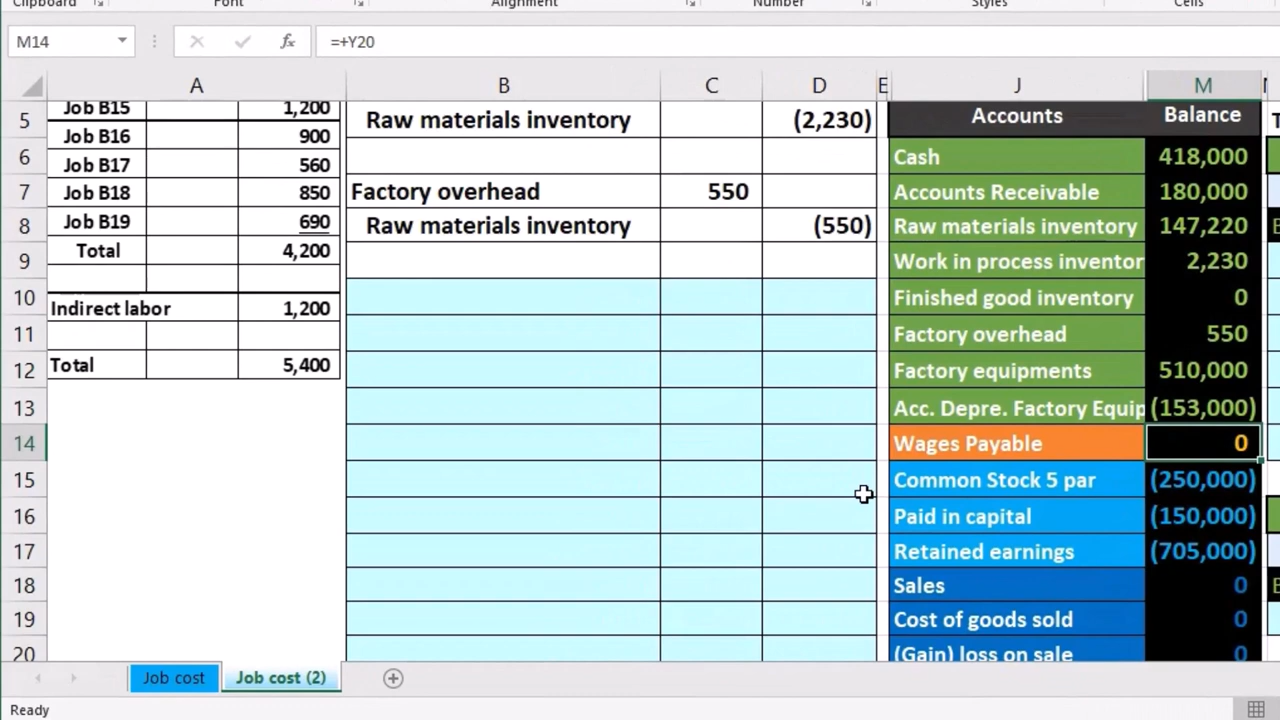 Clipboard Font Alignment Number Styles Cells
M14 fx =+Y20
A B C D E J M
5 Job B15 1,200 Raw materials inventory (2,230) Accounts Balance
6 Job B16 900 Cash 418,000
7 Job B17 560 Factory overhead 550 Accounts Receivable 180,000
8 Job B18 850 Raw materials inventory (550) Raw materials inventory 147,220
Job B19 690
9 Total 4,200 Work in process inventor 2,230
10 Indirect labor 1,200 Finished good inventory 0
11 Factory overhead 550
12 Total 5,400 Factory equipments 510,000
13 Acc. Depre. Factory Equip (153,000)
14 Wages Payable 0
15 Common Stock 5 par (250,000)
16 Paid in capital (150,000)
17 Retained earnings (705,000)
18 Sales 0
19 Cost of goods sold 0
20 (Gain) loss on sale 0
Job cost Job cost (2)
Ready